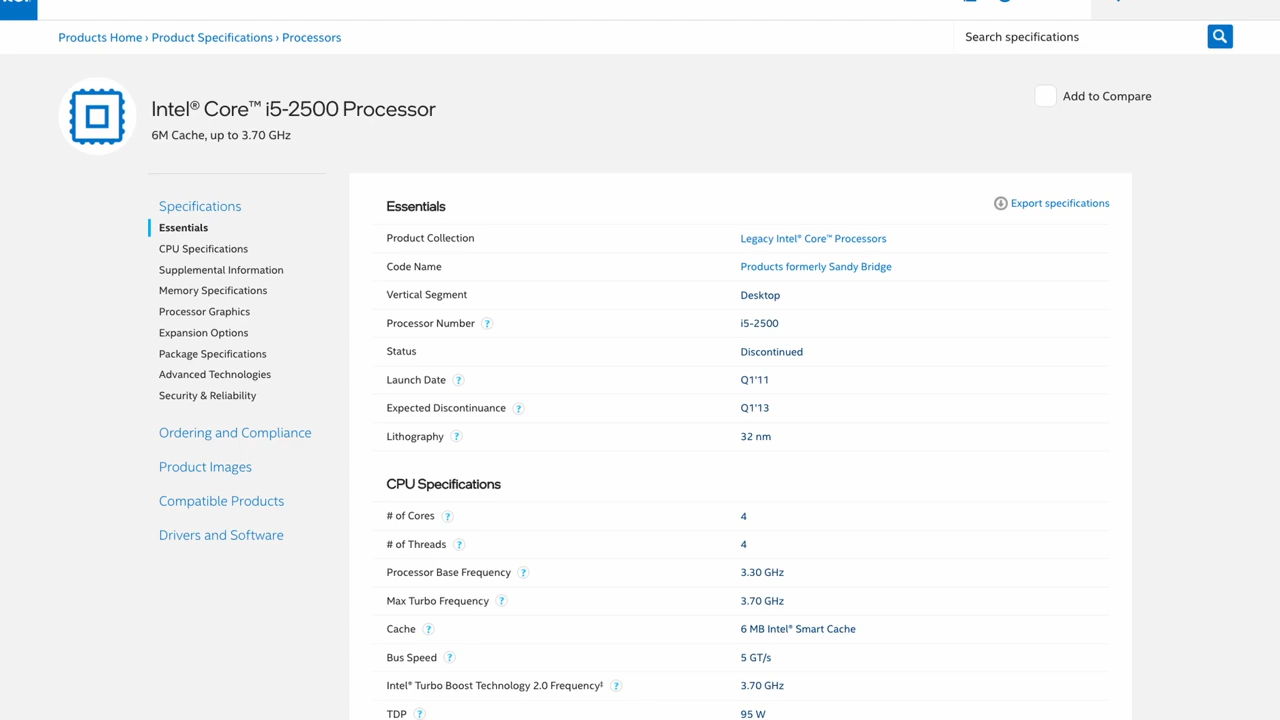 Products Home › Product Specifications › Processors
Search specifications
Intel® Core™ i5-2500 Processor
6M Cache, up to 3.70 GHz
Add to Compare
Specifications
Essentials
CPU Specifications
Supplemental Information
Memory Specifications
Processor Graphics
Expansion Options
Package Specifications
Advanced Technologies
Security & Reliability
Ordering and Compliance
Product Images
Compatible Products
Drivers and Software
Essentials
Export specifications
Product Collection Legacy Intel® Core™ Processors
Code Name Products formerly Sandy Bridge
Vertical Segment Desktop
Processor Number ? i5-2500
Status Discontinued
Launch Date ? Q1'11
Expected Discontinuance ? Q1'13
Lithography ? 32 nm
CPU Specifications
# of Cores ? 4
# of Threads ? 4
Processor Base Frequency ? 3.30 GHz
Max Turbo Frequency ? 3.70 GHz
Cache ? 6 MB Intel® Smart Cache
Bus Speed ? 5 GT/s
Intel® Turbo Boost Technology 2.0 Frequency‡ ? 3.70 GHz
TDP ? 95 W